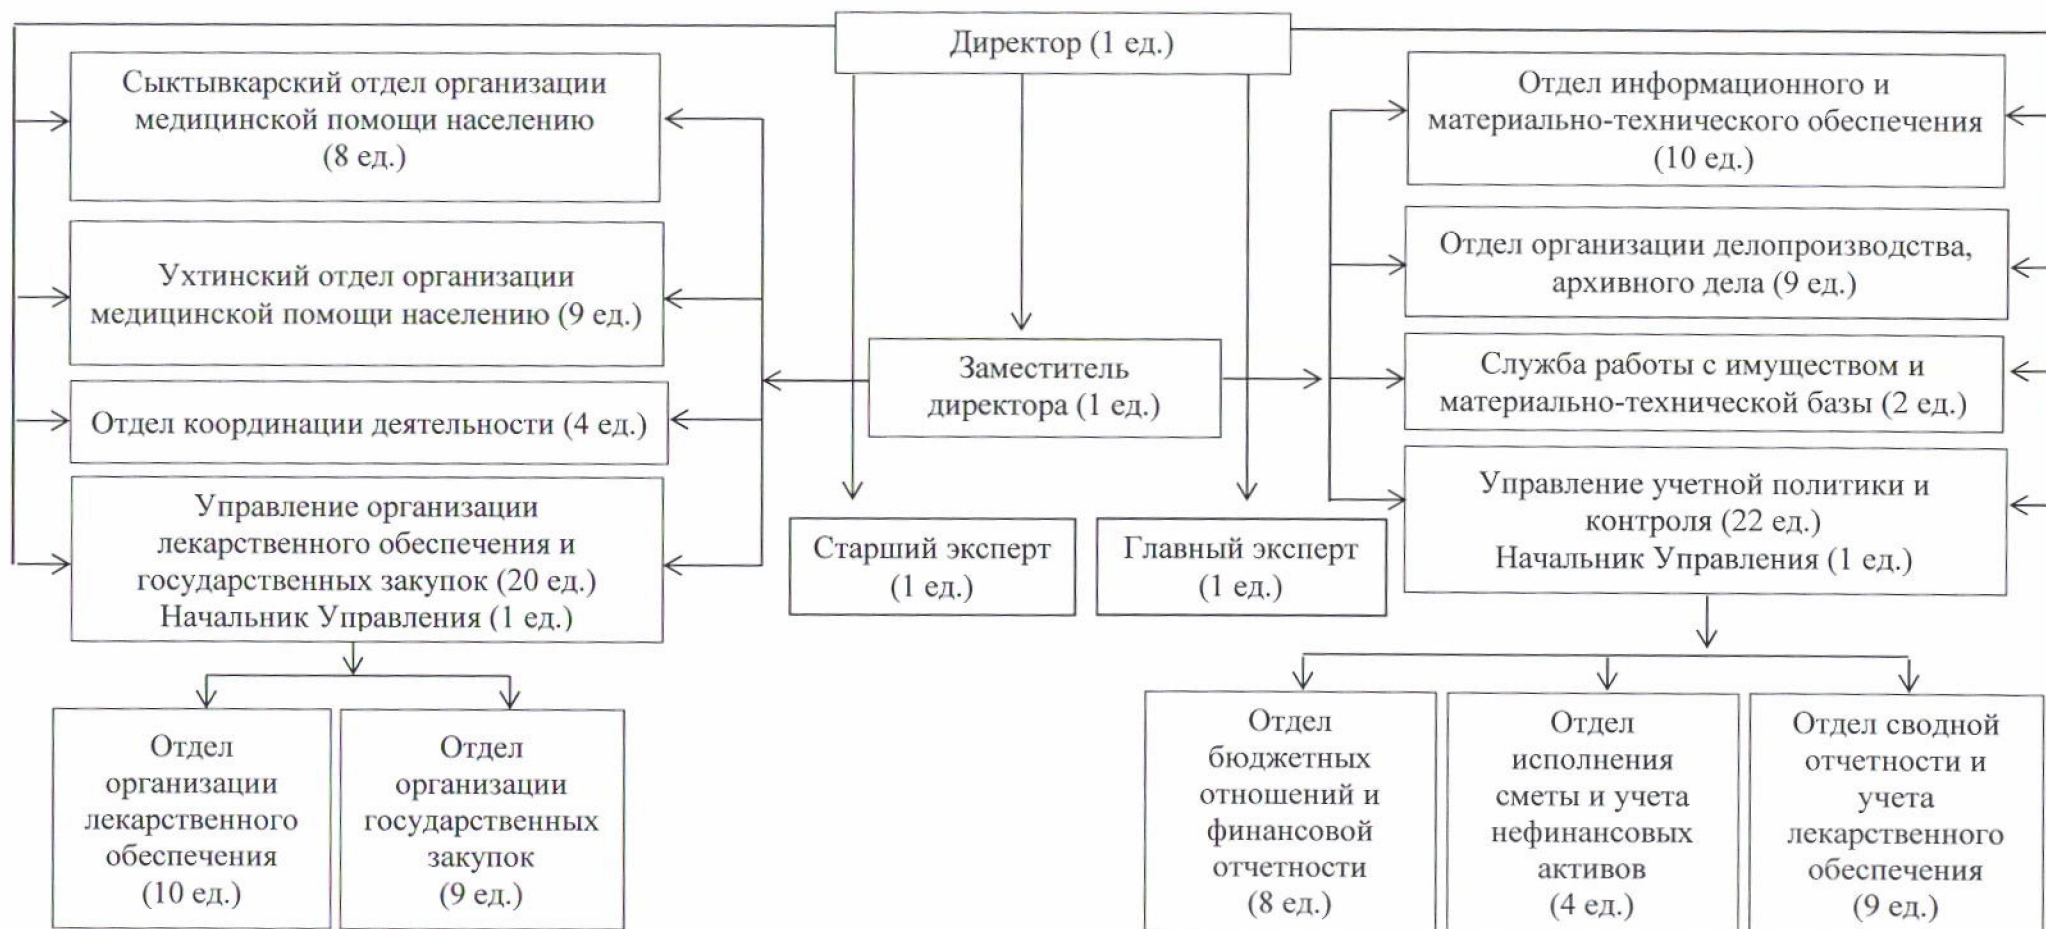 Директор (1 ед.)
Сыктывкарский отдел организации
медицинской помощи населению
(8 ед.)
Ухтинский отдел организации
медицинской помощи населению (9 ед.)
Отдел координации деятельности (4 ед.)
Управление организации
лекарственного обеспечения и
государственных закупок (20 ед.)
Начальник Управления (1 ед.)
Отдел
организации
лекарственного
обеспечения
(10 ед.)
Отдел
организации
государственных
закупок
(9 ед.)
Заместитель
директора (1 ед.)
Старший эксперт
(1 ед.)
Главный эксперт
(1 ед.)
Отдел информационного и
материально-технического обеспечения
(10 ед.)
Отдел организации делопроизводства,
архивного дела (9 ед.)
Служба работы с имуществом и
материально-технической базы (2 ед.)
Управление учетной политики и
контроля (22 ед.)
Начальник Управления (1 ед.)
Отдел
бюджетных
отношений и
финансовой
отчетности
(8 ед.)
Отдел
исполнения
сметы и учета
нефинансовых
активов
(4 ед.)
Отдел сводной
отчетности и
учета
лекарственного
обеспечения
(9 ед.)